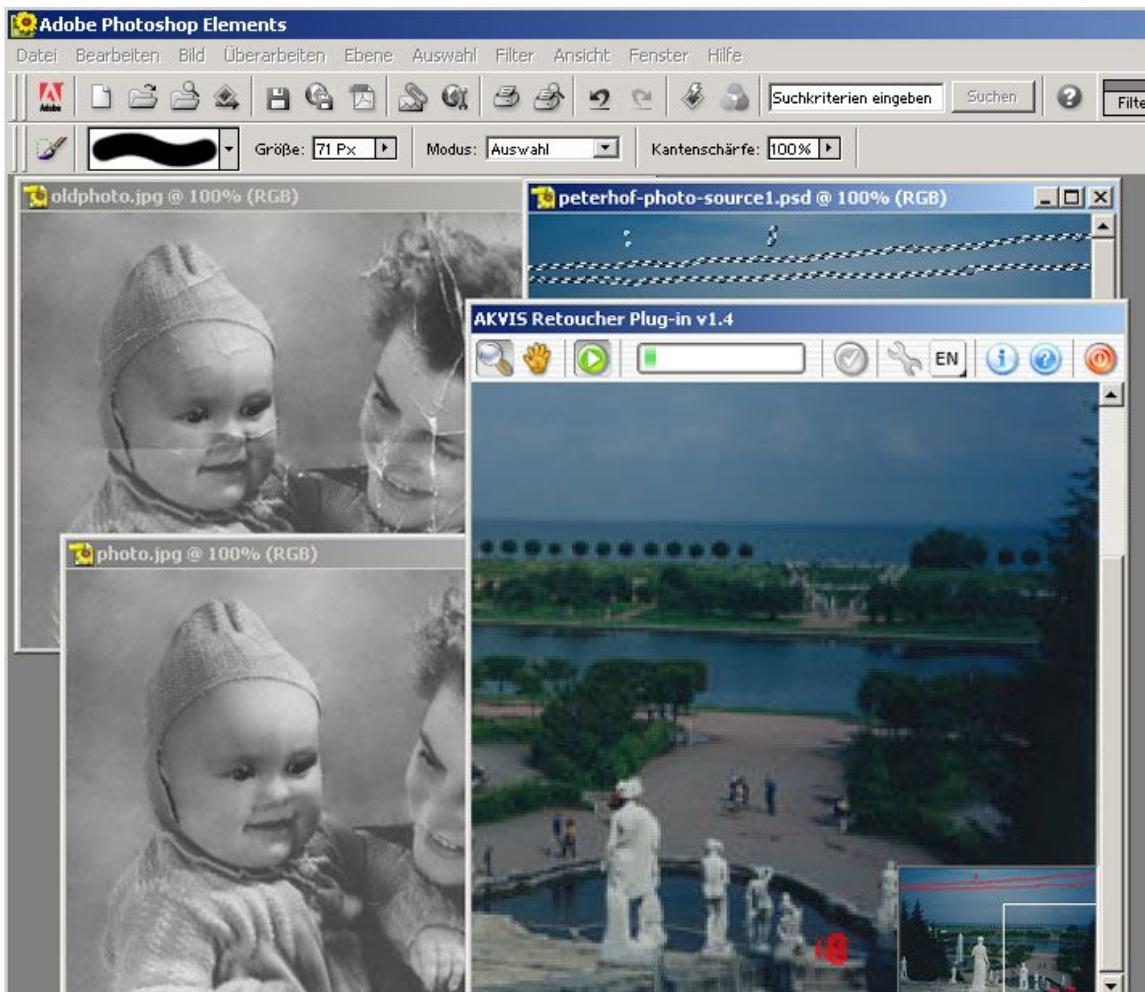 Adobe Photoshop Elements
Datei Bearbeiten Bild Überarbeiten Ebene Auswahl Filter Ansicht Fenster Hilfe
Adobe Suchkriterien eingeben Suchen ? Filte
Größe: 71 Px Modus: Auswahl Kantenschärfe: 100%
oldphoto.jpg @ 100% (RGB)
peterhof-photo-source1.psd @ 100% (RGB)
AKVIS Retoucher Plug-in v1.4
EN i ?
photo.jpg @ 100% (RGB)